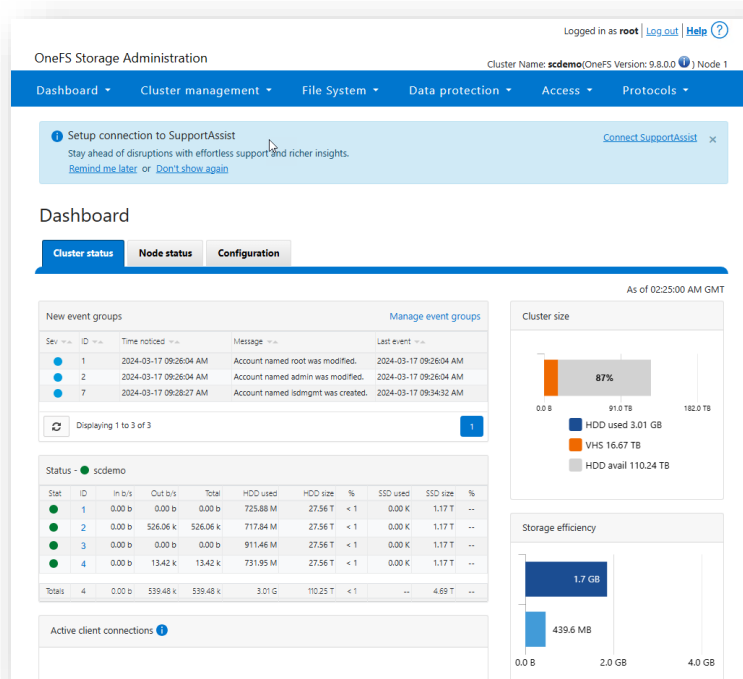 Logged in as root | Log out | Help ?
OneFS Storage Administration
Cluster Name: scdemo(OneFS Version: 9.8.0.0 i ) Node 1
Dashboard Cluster management File System Data protection Access Protocols
Setup connection to SupportAssist
Connect SupportAssist ×
Stay ahead of disruptions with effortless support and richer insights.
Remind me later or Don't show again
Dashboard
Cluster status Node status Configuration
As of 02:25:00 AM GMT
New event groups Manage event groups
Sev ID Time noticed Message Last event
1 2024-03-17 09:26:04 AM Account named root was modified. 2024-03-17 09:26:04 AM
2 2024-03-17 09:26:04 AM Account named admin was modified. 2024-03-17 09:26:04 AM
7 2024-03-17 09:28:27 AM Account named isdmgmt was created. 2024-03-17 09:34:32 AM
Displaying 1 to 3 of 3 1
Status - scdemo
Stat ID In b/s Out b/s Total HDD used HDD size % SSD used SSD size %
1 0.00 b 0.00 b 0.00 b 725.88 M 27.56 T < 1 0.00 K 1.17 T --
2 0.00 b 526.06 k 526.06 k 717.84 M 27.56 T < 1 0.00 K 1.17 T --
3 0.00 b 0.00 b 0.00 b 911.46 M 27.56 T < 1 0.00 K 1.17 T --
4 0.00 b 13.42 k 13.42 k 731.95 M 27.56 T < 1 0.00 K 1.17 T --
Totals 4 0.00 b 539.48 k 539.48 k 3.01 G 110.25 T < 1 -- 4.69 T --
Active client connections i
Cluster size
87%
0.0 B 91.0 TB 182.0 TB
HDD used 3.01 GB
VHS 16.67 TB
HDD avail 110.24 TB
Storage efficiency
1.7 GB
439.6 MB
0.0 B 2.0 GB 4.0 GB